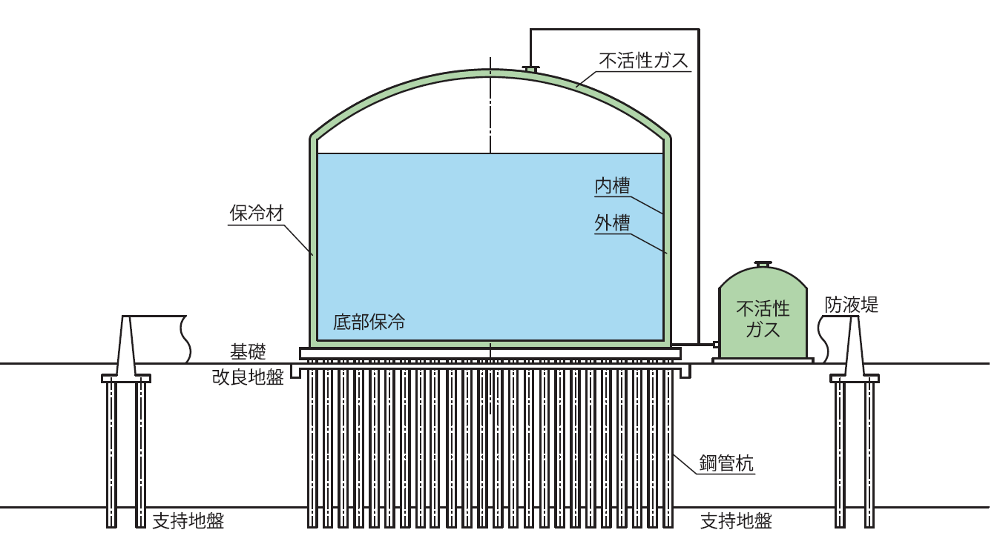 不活性ガス
内槽
保冷材
外槽
不活性
ガス
防液堤
底部保冷
基礎
改良地盤
鋼管杭
支持地盤
支持地盤